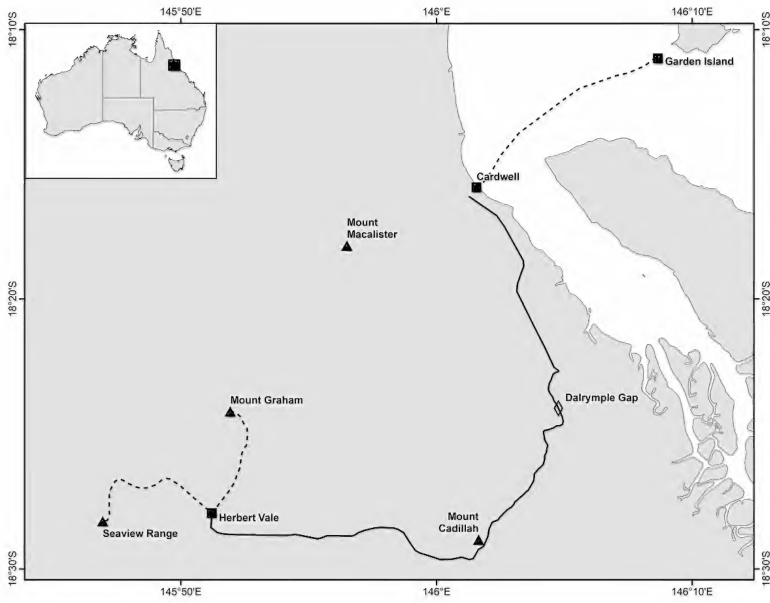 145°50'E
146°E
146°10'E
18°10'S
18°10'S
Garden Island
Cardwell
Mount
Macalister
18°20'S
18°20'S
Mount Graham
Dalrymple Gap
Herbert Vale
Seaview Range
Mount
Cadillah
18°30'S
18°30'S
145°50'E
146°E
146°10'E